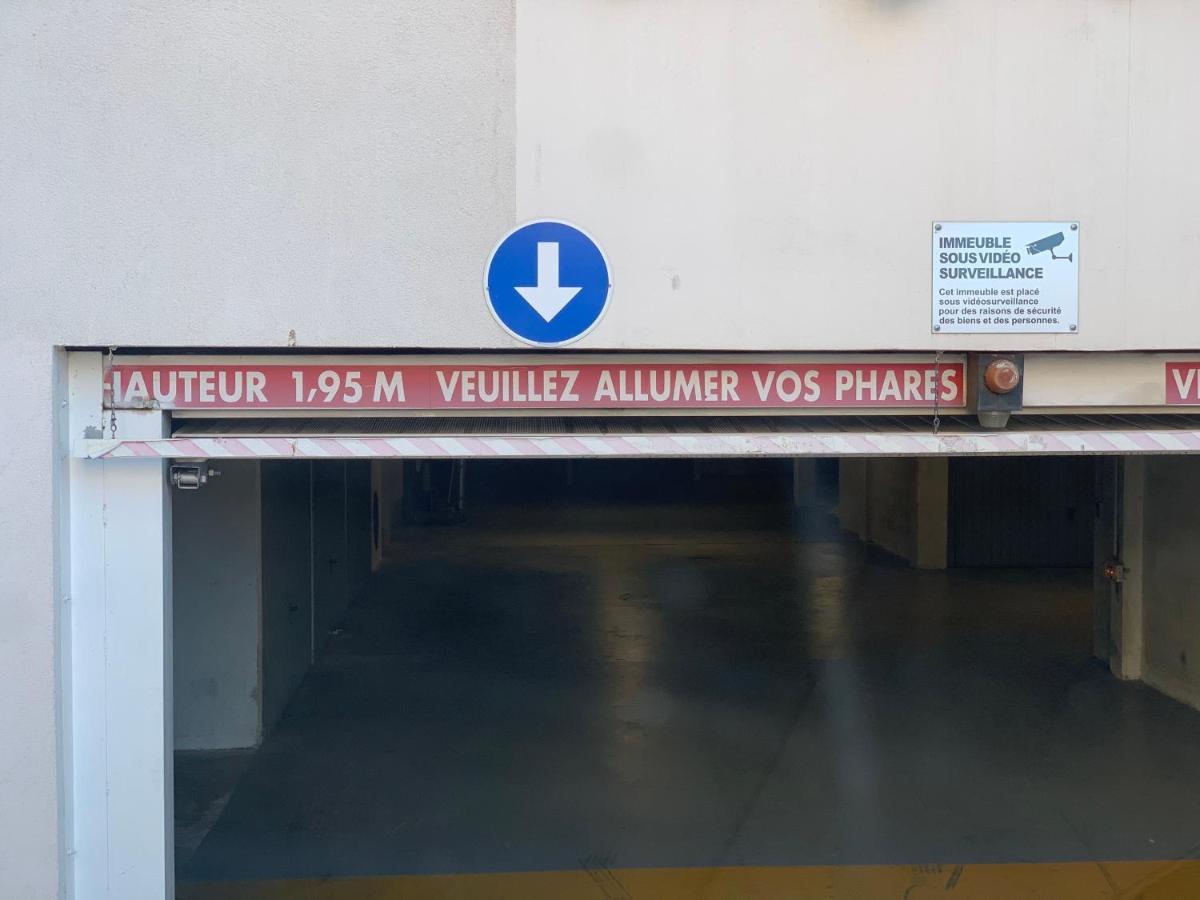 IMMEUBLE
SOUS VIDÉO
SURVEILLANCE
Cet immeuble est placé
sous vidéosurveillance
pour des raisons de sécurité
des biens et des personnes.
HAUTEUR 1,95 M VEUILLEZ ALLUMER VOS PHARES